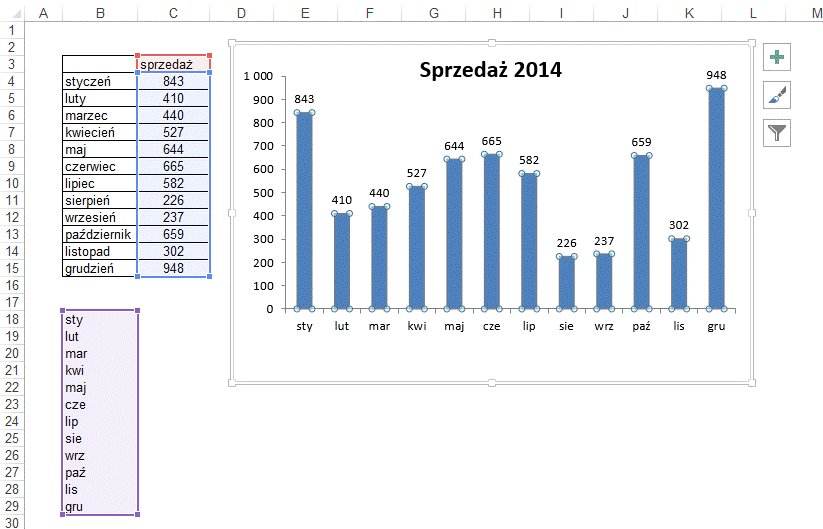 A B C D E F G H I J K L M
1
2
3 sprzedaż
4 styczeń 843
5 luty 410
6 marzec 440
7 kwiecień 527
8 maj 644
9 czerwiec 665
10 lipiec 582
11 sierpień 226
12 wrzesień 237
13 październik 659
14 listopad 302
15 grudzień 948
16
17
18 sty
19 lut
20 mar
21 kwi
22 maj
23 cze
24 lip
25 sie
26 wrz
27 paź
28 lis
29 gru
30
Sprzedaż 2014
1 000
900
800
700
600
500
400
300
200
100
0
843 410 440 527 644 665 582 226 237 659 302 948
sty lut mar kwi maj cze lip sie wrz paź lis gru